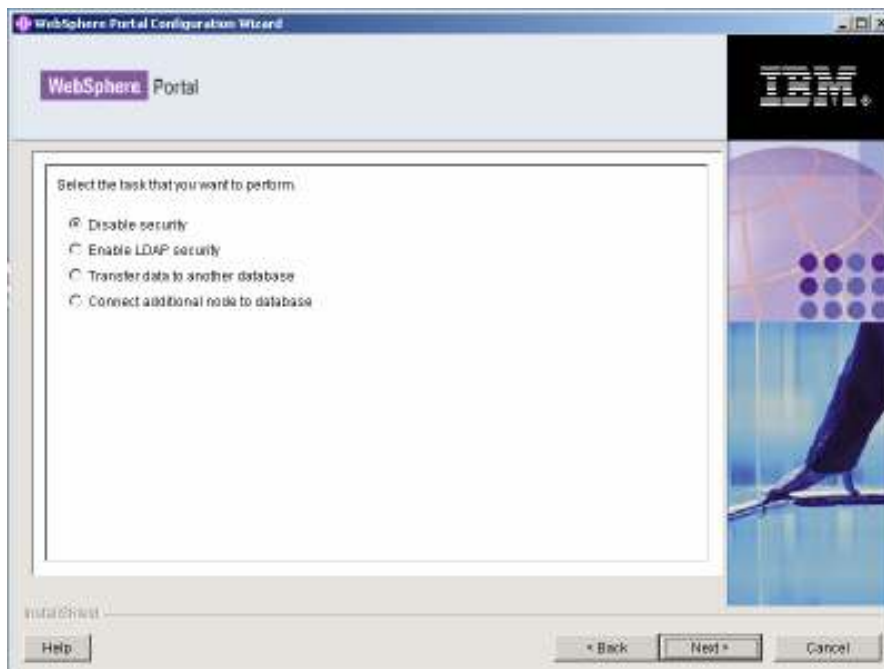 WebSphere Portal Configuration Wizard
WebSphere Portal
IBM®
Select the task that you want to perform.
Disable security
Enable LDAP security
Transfer data to another database
Connect additional node to database
InstallShield
Help
< Back
Next >
Cancel